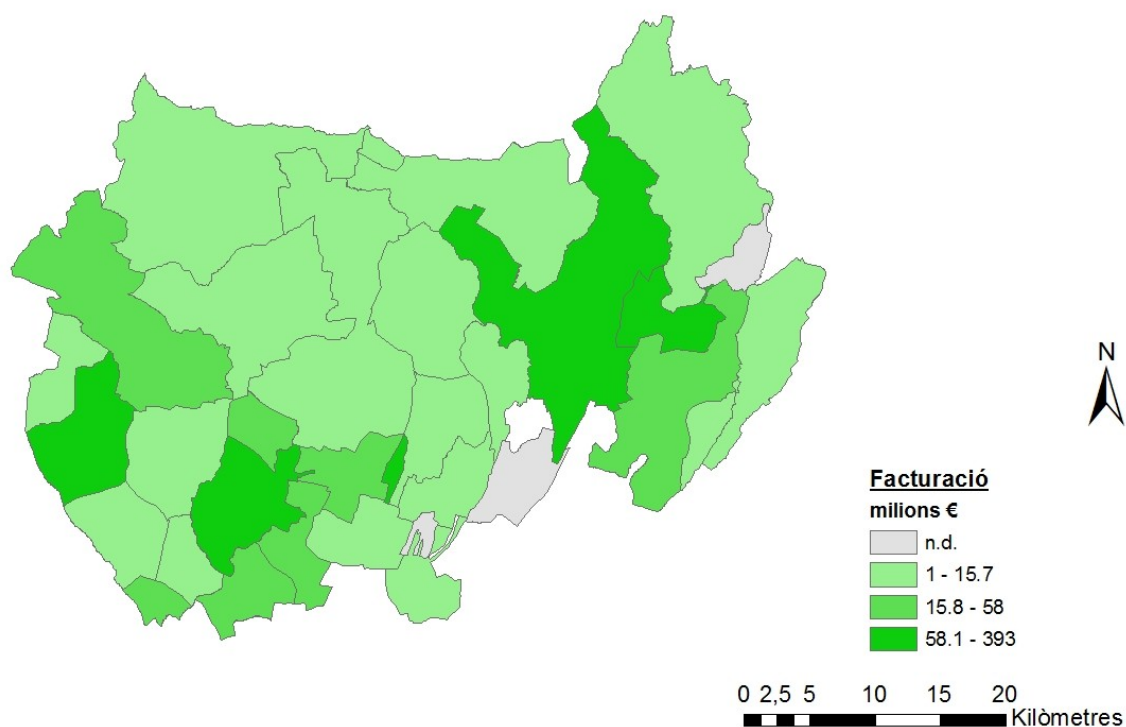 N
Facturació
milions €
n.d.
1 - 15.7
15.8 - 58
58.1 - 393
0 2,5 5 10 15 20
Kilòmetres